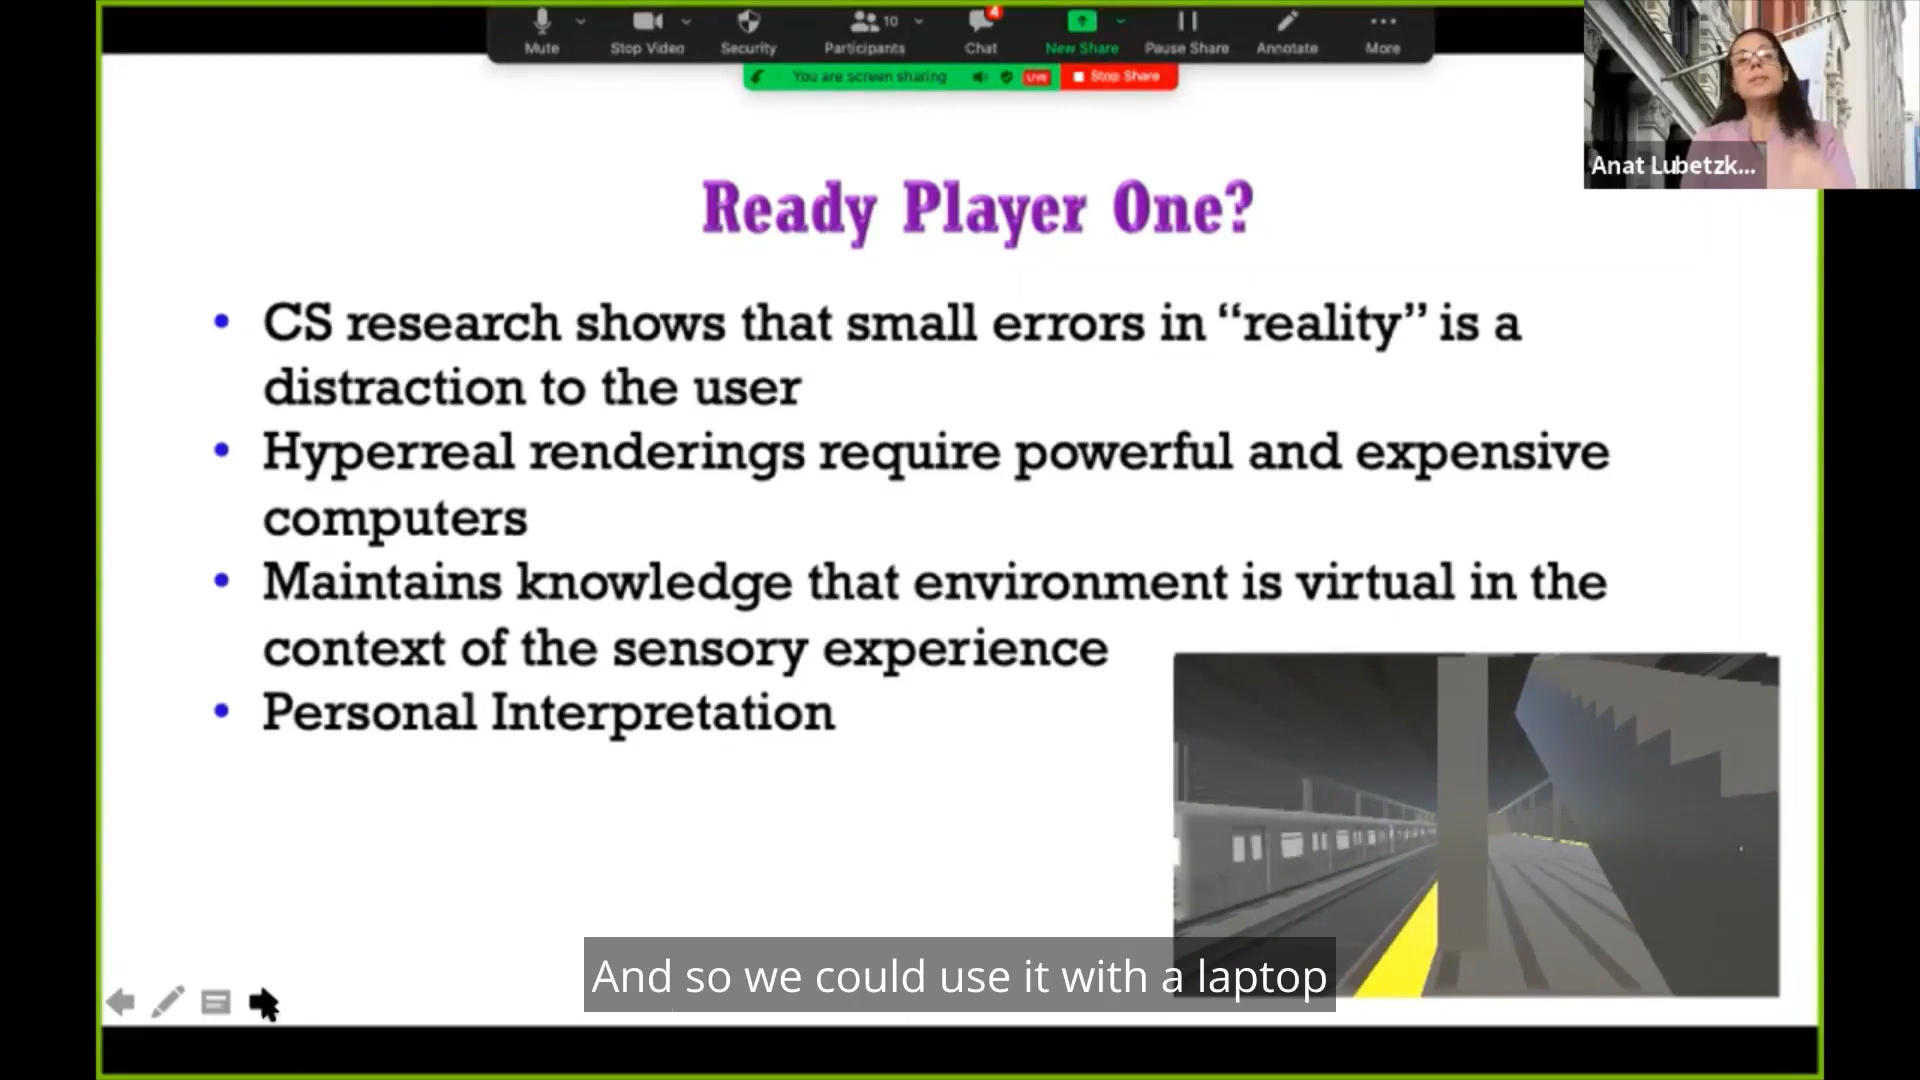 Mute Stop Video Security Participants 10 Chat 4 New Share Pause Share Annotate More
You are screen sharing LIVE Stop Share
Anat Lubetzk...
Ready Player One?
• CS research shows that small errors in “reality” is a
distraction to the user
• Hyperreal renderings require powerful and expensive
computers
• Maintains knowledge that environment is virtual in the
context of the sensory experience
• Personal Interpretation
And so we could use it with a laptop